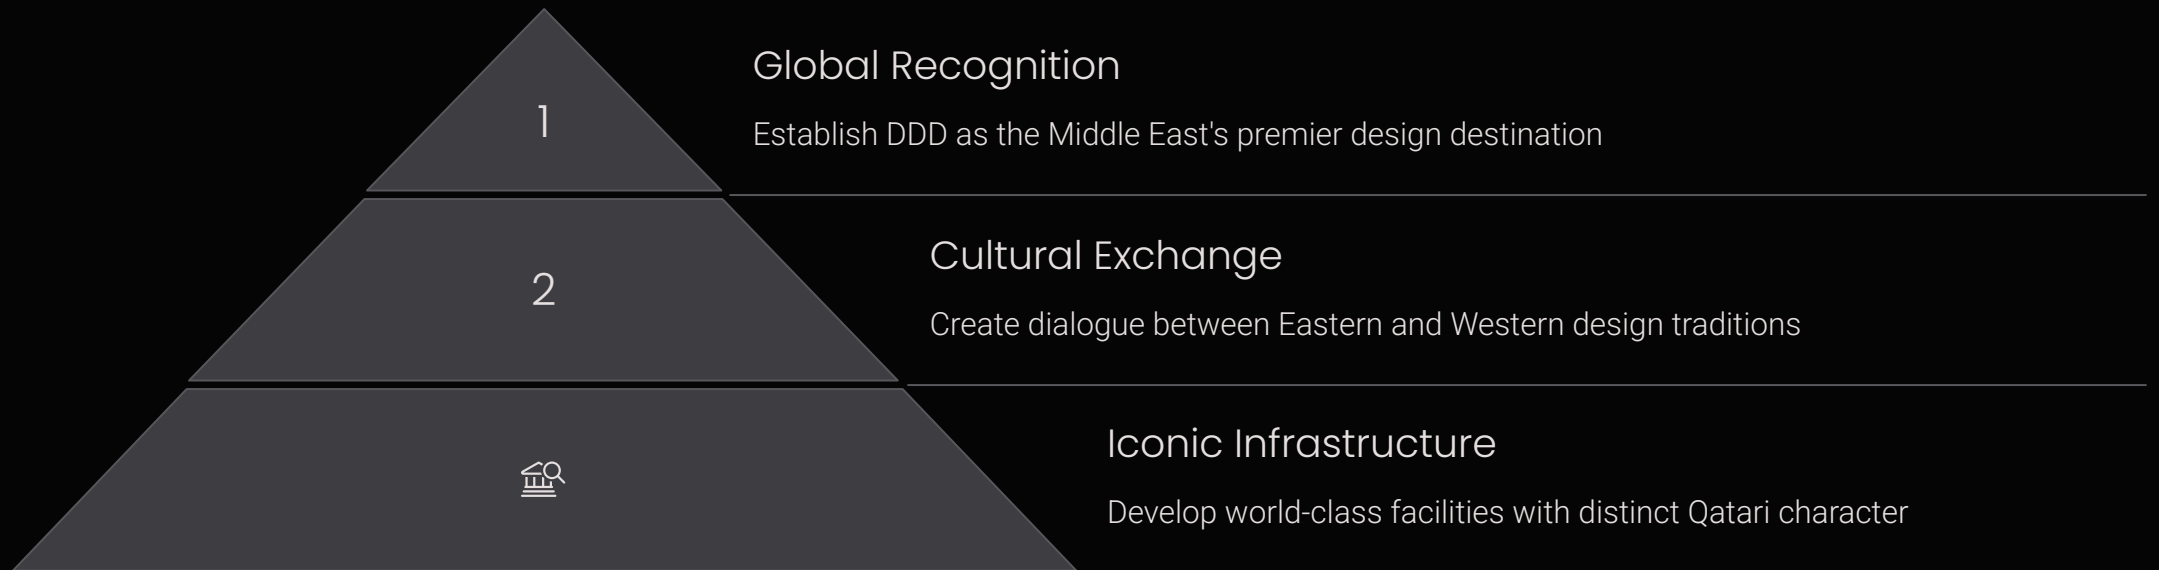 1
Global Recognition
Establish DDD as the Middle East's premier design destination
2
Cultural Exchange
Create dialogue between Eastern and Western design traditions
Iconic Infrastructure
Develop world-class facilities with distinct Qatari character